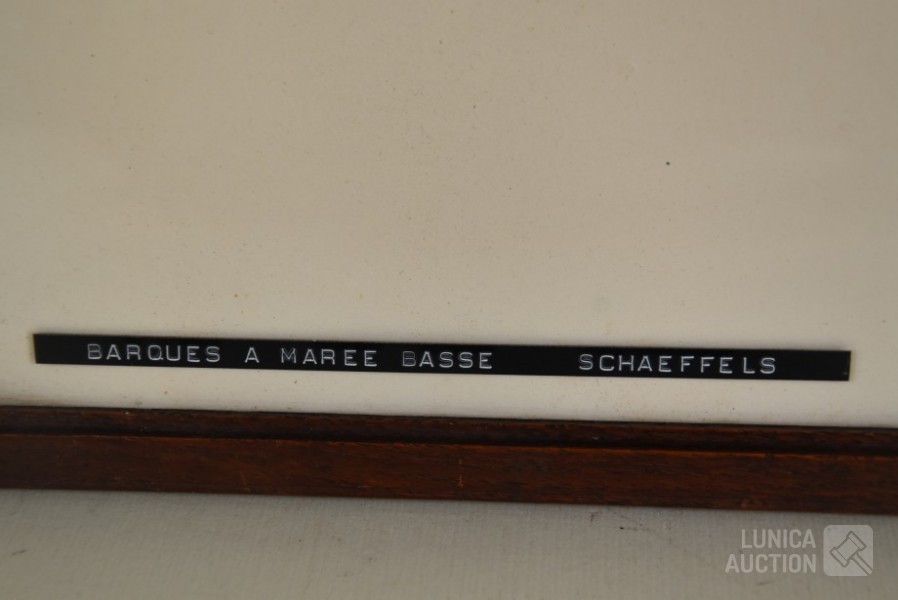 BARQUES A MAREE BASSE SCHAEFFELS
LUNICA
AUCTION